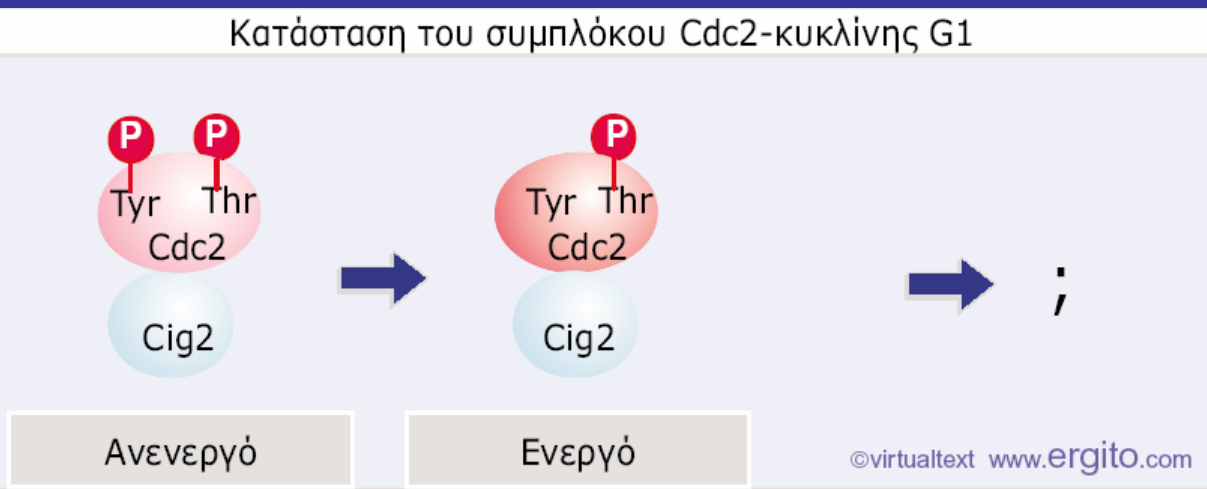 Κατάσταση του συμπλόκου Cdc2-κυκλίνης G1
P P
Tyr Thr
Cdc2
Cig2
P
Tyr Thr
Cdc2
Cig2
;
Ανενεργό
Ενεργό
©virtualtext www.ergito.com